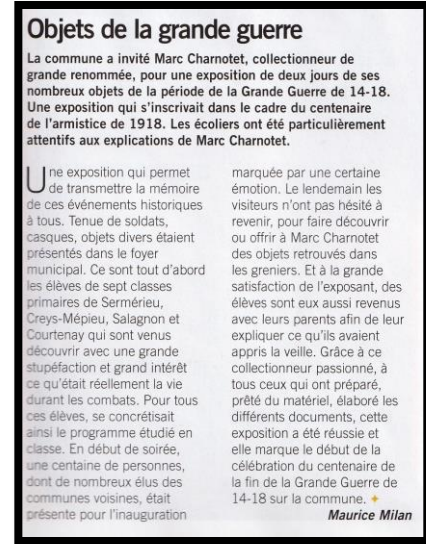 Objets de la grande guerre
La commune a invité Marc Charnotet, collectionneur de
grande renommée, pour une exposition de deux jours de ses
nombreux objets de la période de la Grande Guerre de 14-18.
Une exposition qui s'inscrivait dans le cadre du centenaire
de l'armistice de 1918. Les écoliers ont été particulièrement
attentifs aux explications de Marc Charnotet.
Une exposition qui permet
de transmettre la mémoire
de ces événements historiques
à tous. Tenue de soldats,
casques, objets divers étaient
présentés dans le foyer
municipal. Ce sont tout d'abord
les élèves de sept classes
primaires de Sermérieu,
Creys-Mépieu, Salagnon et
Courtenay qui sont venus
découvrir avec une grande
stupéfaction et grand intérêt
ce qu'était réellement la vie
durant les combats. Pour tous
ces élèves, se concrétisait
ainsi le programme étudié en
classe. En début de soirée,
une centaine de personnes,
dont de nombreux élus des
communes voisines, était
présente pour l'inauguration
marquée par une certaine
émotion. Le lendemain les
visiteurs n'ont pas hésité à
revenir, pour faire découvrir
ou offrir à Marc Charnotet
des objets retrouvés dans
les greniers. Et à la grande
satisfaction de l'exposant, des
élèves sont eux aussi revenus
avec leurs parents afin de leur
expliquer ce qu'ils avaient
appris la veille. Grâce à ce
collectionneur passionné, à
tous ceux qui ont préparé,
prêté du matériel, élaboré les
différents documents, cette
exposition a été réussie et
elle marque le début de la
célébration du centenaire de
la fin de la Grande Guerre de
14-18 sur la commune.
Maurice Milan